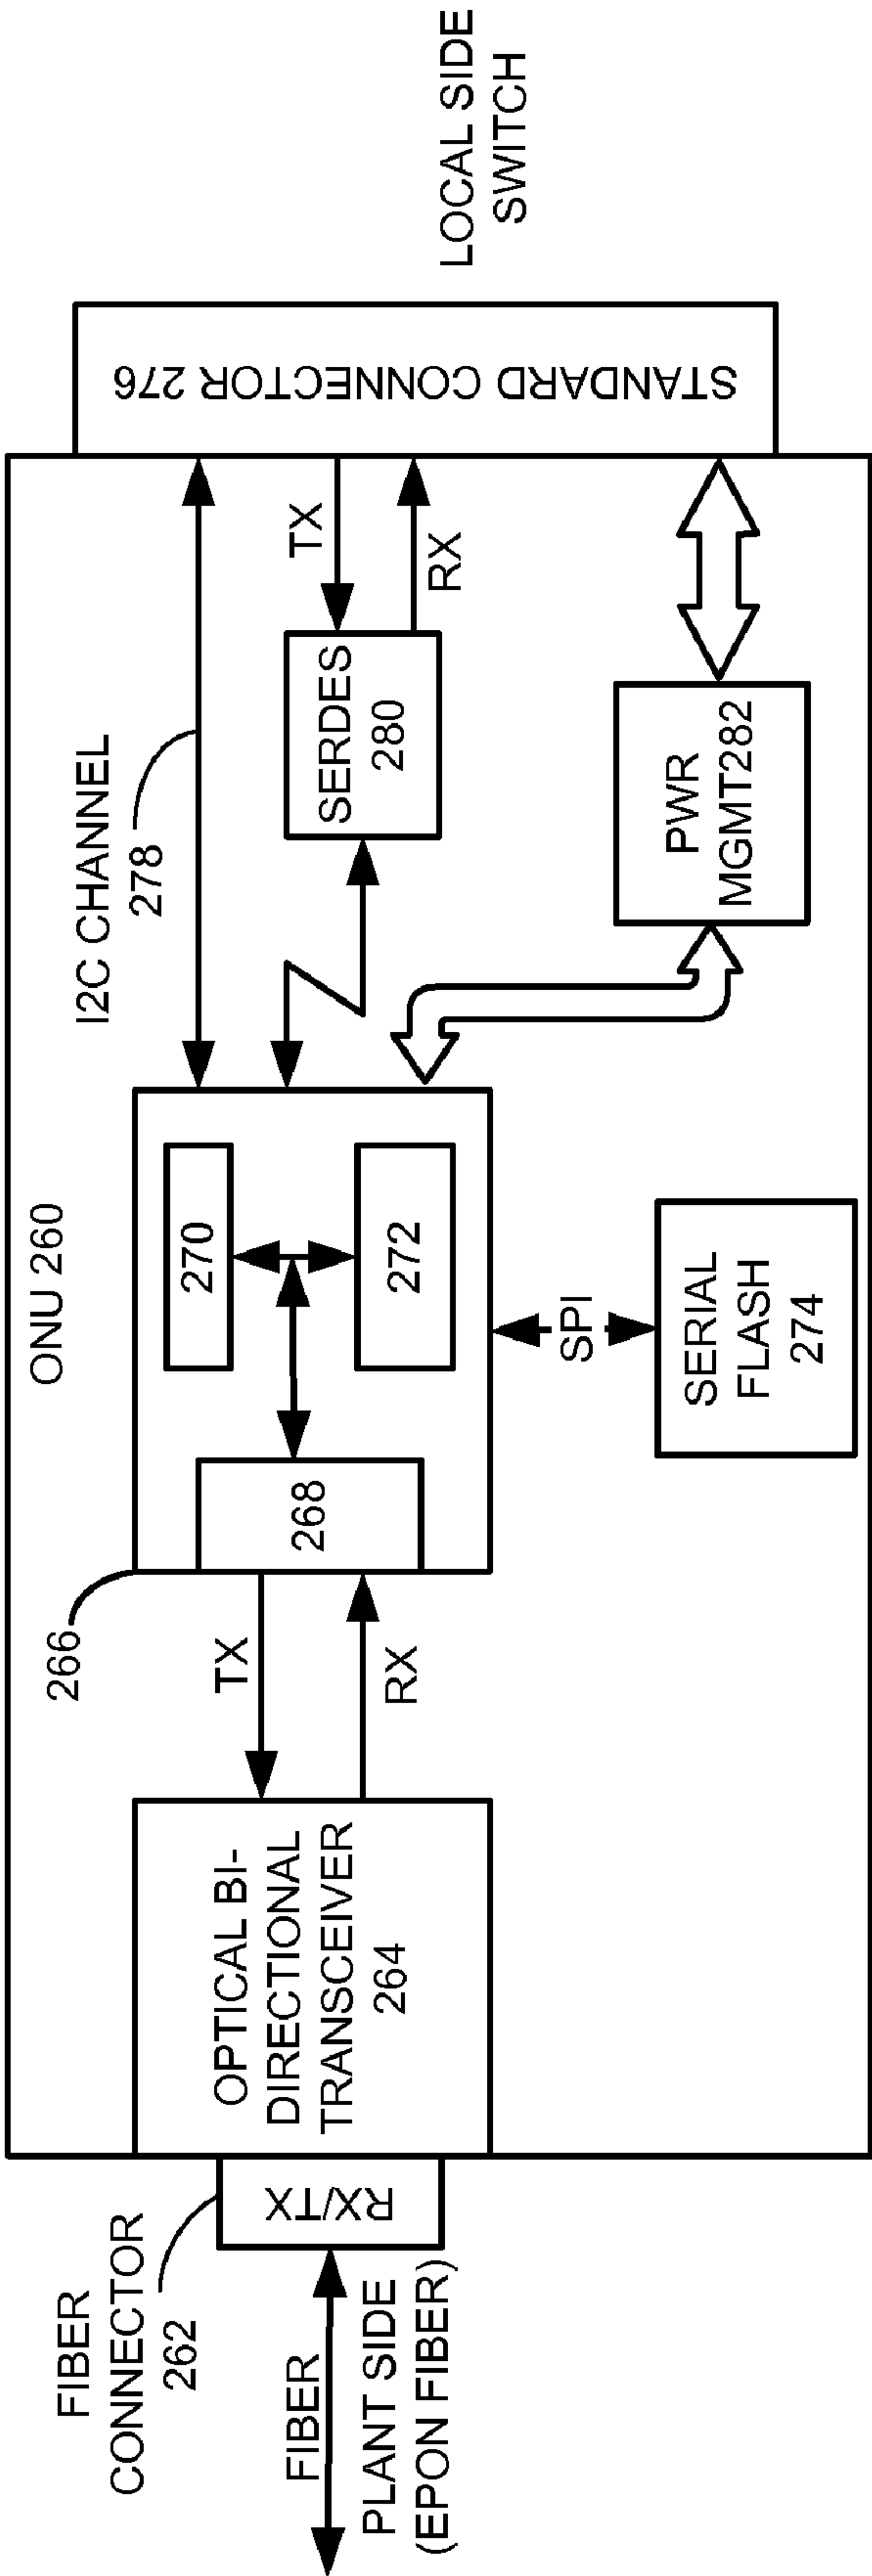 ONU 260
FIBER
CONNECTOR
262
FIBER
PLANT SIDE
(EPON FIBER)
RX/TX
OPTICAL BI-
DIRECTIONAL
TRANSCEIVER
264
TX
RX
266
268
270
272
SPI
SERIAL
FLASH
274
I2C CHANNEL
278
SERDES
280
TX
RX
PWR
MGMT282
STANDARD CONNECTOR 276
LOCAL SIDE
SWITCH